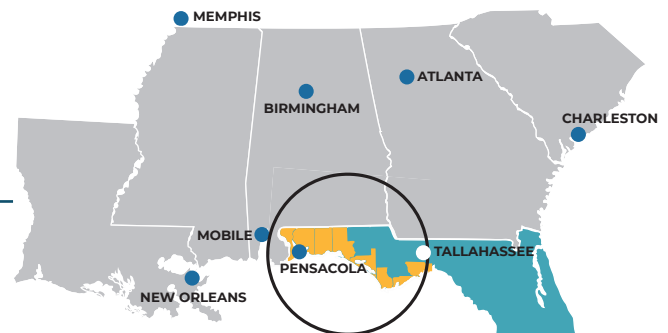 MEMPHIS
ATLANTA
BIRMINGHAM
CHARLESTON
MOBILE
TALLAHASSEE
PENSACOLA
NEW ORLEANS